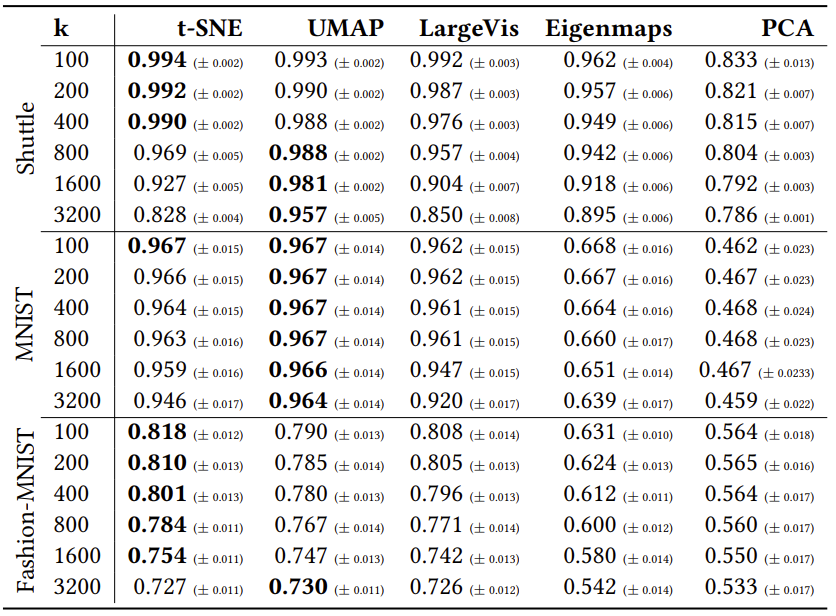 k t-SNE UMAP LargeVis Eigenmaps PCA
Shuttle
100 0.994 (± 0.002) 0.993 (± 0.002) 0.992 (± 0.003) 0.962 (± 0.004) 0.833 (± 0.013)
200 0.992 (± 0.002) 0.990 (± 0.002) 0.987 (± 0.003) 0.957 (± 0.006) 0.821 (± 0.007)
400 0.990 (± 0.002) 0.988 (± 0.002) 0.976 (± 0.003) 0.949 (± 0.006) 0.815 (± 0.007)
800 0.969 (± 0.005) 0.988 (± 0.002) 0.957 (± 0.004) 0.942 (± 0.006) 0.804 (± 0.003)
1600 0.927 (± 0.005) 0.981 (± 0.002) 0.904 (± 0.007) 0.918 (± 0.006) 0.792 (± 0.003)
3200 0.828 (± 0.004) 0.957 (± 0.005) 0.850 (± 0.008) 0.895 (± 0.006) 0.786 (± 0.001)
MNIST
100 0.967 (± 0.015) 0.967 (± 0.014) 0.962 (± 0.015) 0.668 (± 0.016) 0.462 (± 0.023)
200 0.966 (± 0.015) 0.967 (± 0.014) 0.962 (± 0.015) 0.667 (± 0.016) 0.467 (± 0.023)
400 0.964 (± 0.015) 0.967 (± 0.014) 0.961 (± 0.015) 0.664 (± 0.016) 0.468 (± 0.024)
800 0.963 (± 0.016) 0.967 (± 0.014) 0.961 (± 0.015) 0.660 (± 0.017) 0.468 (± 0.023)
1600 0.959 (± 0.016) 0.966 (± 0.014) 0.947 (± 0.015) 0.651 (± 0.014) 0.467 (± 0.0233)
3200 0.946 (± 0.017) 0.964 (± 0.014) 0.920 (± 0.017) 0.639 (± 0.017) 0.459 (± 0.022)
Fashion-MNIST
100 0.818 (± 0.012) 0.790 (± 0.013) 0.808 (± 0.014) 0.631 (± 0.010) 0.564 (± 0.018)
200 0.810 (± 0.013) 0.785 (± 0.014) 0.805 (± 0.013) 0.624 (± 0.013) 0.565 (± 0.016)
400 0.801 (± 0.013) 0.780 (± 0.013) 0.796 (± 0.013) 0.612 (± 0.011) 0.564 (± 0.017)
800 0.784 (± 0.011) 0.767 (± 0.014) 0.771 (± 0.014) 0.600 (± 0.012) 0.560 (± 0.017)
1600 0.754 (± 0.011) 0.747 (± 0.013) 0.742 (± 0.013) 0.580 (± 0.014) 0.550 (± 0.017)
3200 0.727 (± 0.011) 0.730 (± 0.011) 0.726 (± 0.012) 0.542 (± 0.014) 0.533 (± 0.017)